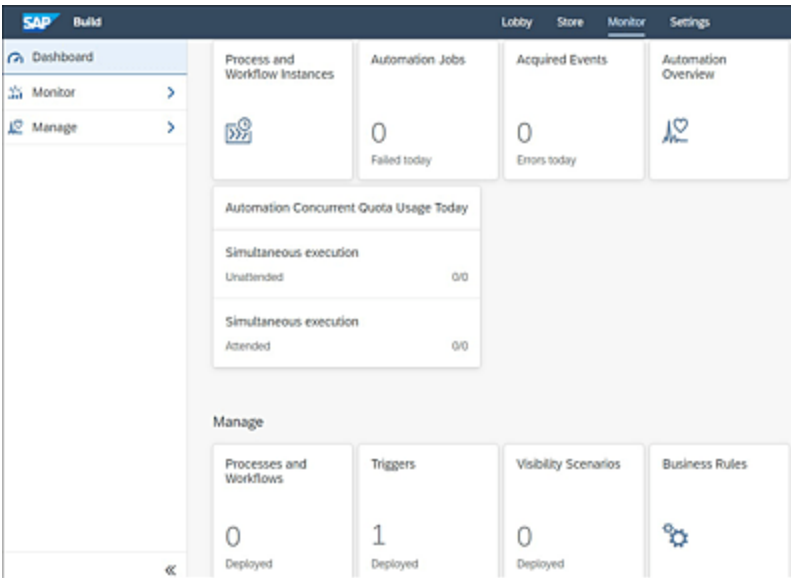 SAP Build
Lobby Store Monitor Settings
Dashboard
Monitor
Manage
Process and
Workflow Instances
Automation Jobs
0
Failed today
Acquired Events
0
Errors today
Automation
Overview
Automation Concurrent Quota Usage Today
Simultaneous execution
Unattended 0/0
Simultaneous execution
Attended 0/0
Manage
Processes and
Workflows
0
Deployed
Triggers
1
Deployed
Visibility Scenarios
0
Deployed
Business Rules